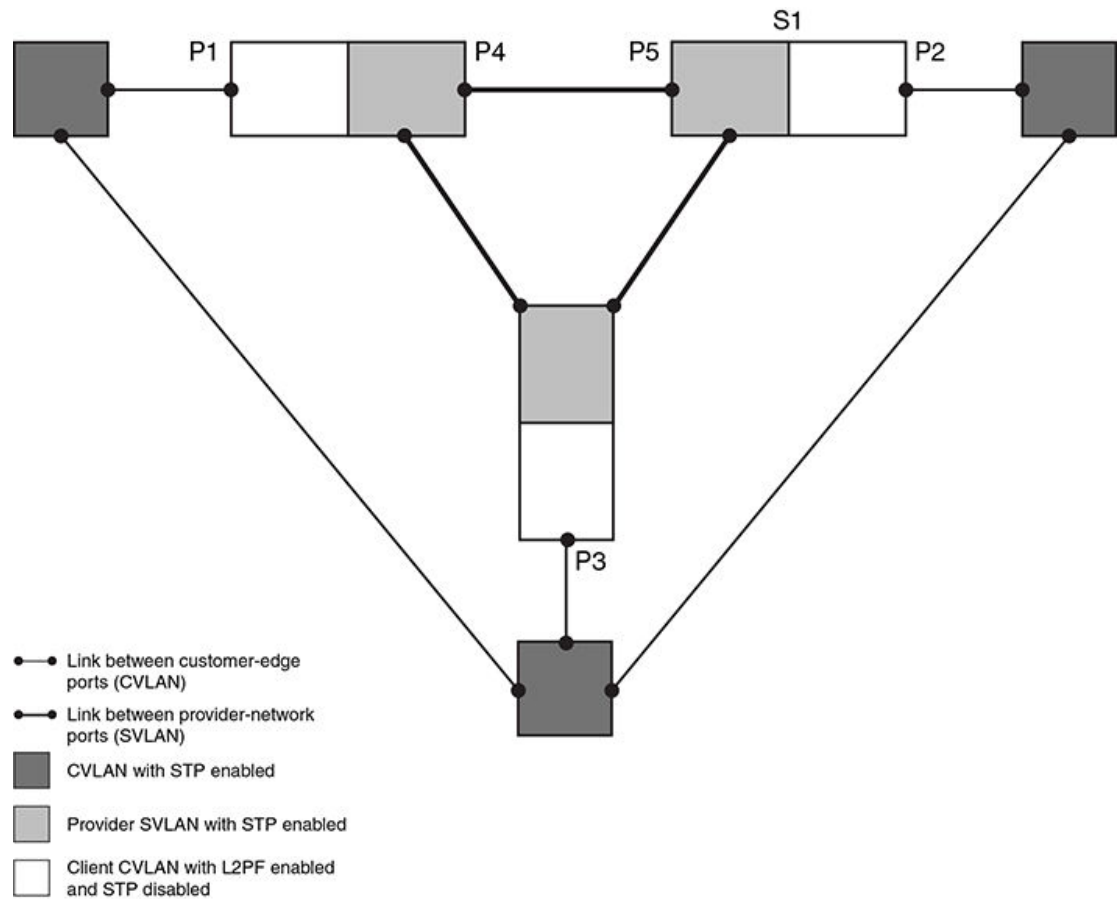 S1
P1
P4
P5
P2
P3
Link between customer-edge
ports (CVLAN)
Link between provider-network
ports (SVLAN)
CVLAN with STP enabled
Provider SVLAN with STP enabled
Client CVLAN with L2PF enabled
and STP disabled